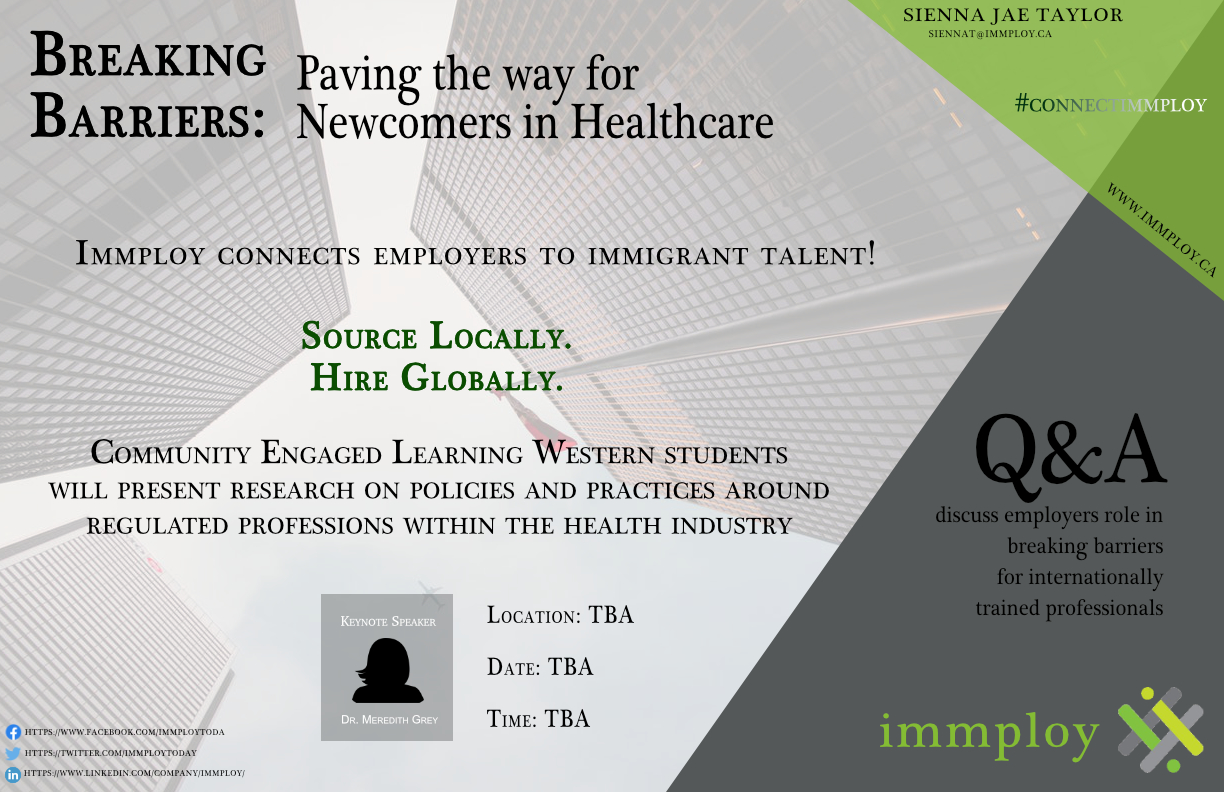 Breaking
Barriers:
Paving the way for
Newcomers in Healthcare
Sienna Jae Taylor
siennat@immploy.ca
#connectimmploy
www.immploy.ca
Immploy connects employers to immigrant talent!
Source Locally.
Hire Globally.
Community Engaged Learning Western students
will present research on policies and practices around
regulated professions within the health industry
Q&A
discuss employers role in
breaking barriers
for internationally
trained professionals
Keynote Speaker
Dr. Meredith Grey
Location: TBA
Date: TBA
Time: TBA
https://www.facebook.com/immploytoda
https://twitter.com/immploytoday
https://www.linkedin.com/company/immploy/
immploy